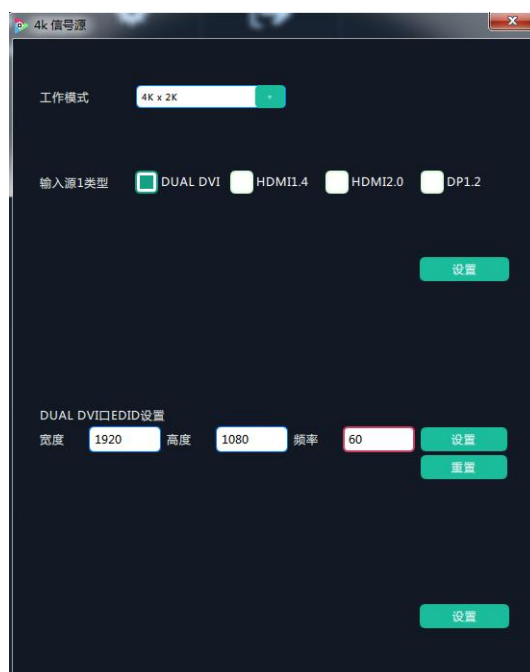 4k 信号源
工作模式 4K x 2K
输入源1类型 DUAL DVI HDMI1.4 HDMI2.0 DP1.2
设置
DUAL DVI口EDID设置
宽度 1920 高度 1080 频率 60 设置
重置
设置